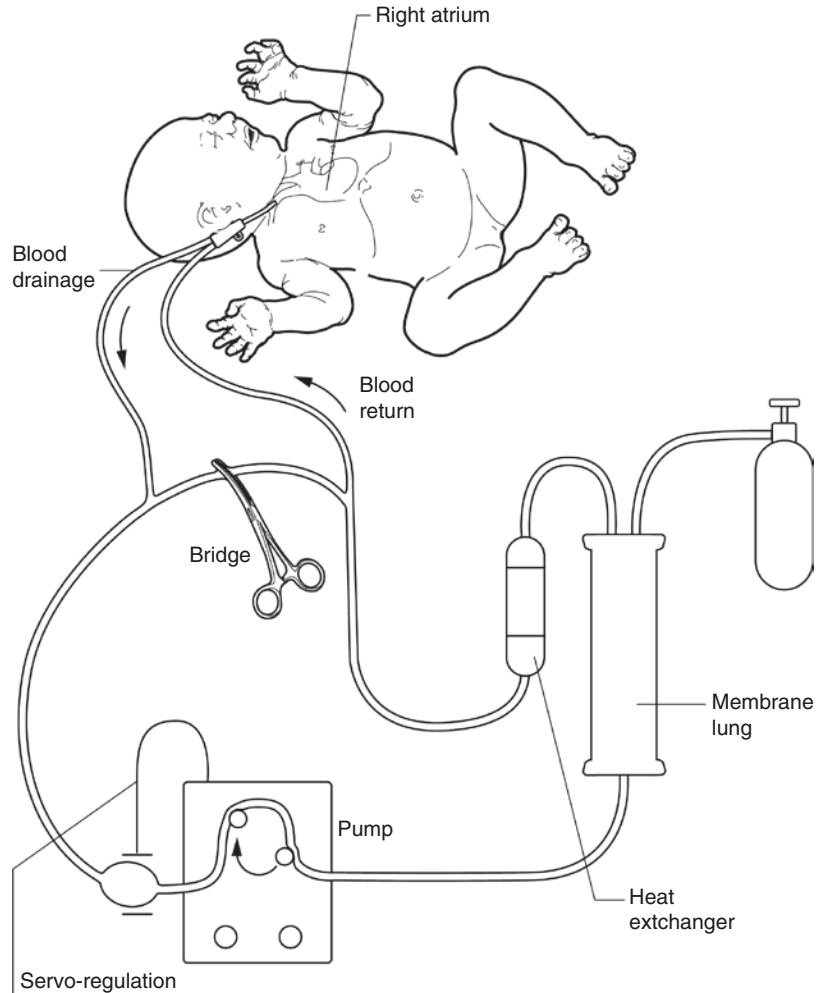 Right atrium
Blood
drainage
Blood
return
Bridge
Membrane
lung
Pump
Heat
extchanger
Servo-regulation